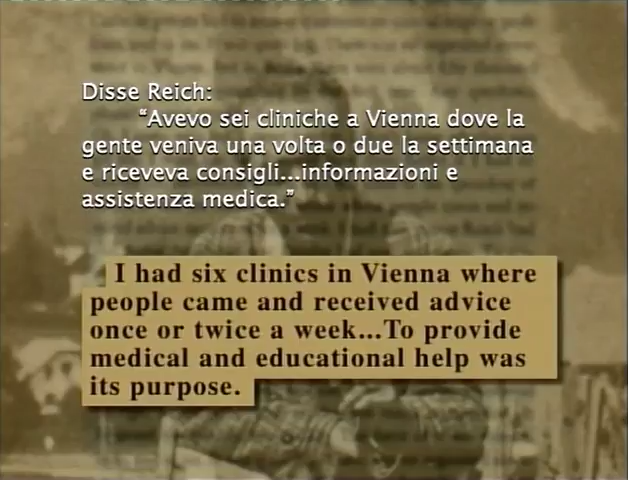 Disse Reich:
“Avevo sei cliniche a Vienna dove la
gente veniva una volta o due la settimana
e riceveva consigli...informazioni e
assistenza medica.”
I had six clinics in Vienna where
people came and received advice
once or twice a week...To provide
medical and educational help was
its purpose.